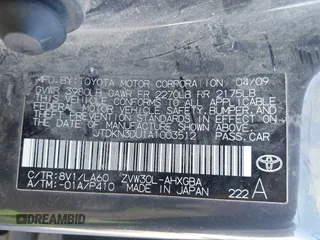 MFD. BY: TOYOTA MOTOR CORPORATION 04/09
GVWR 3980LB GAWR FR 2270LB RR 2175LB
THIS VEHICLE CONFORMS TO ALL APPLICABLE
FEDERAL MOTOR VEHICLE SAFETY, BUMPER, AND
THEFT PREVENTION STANDARDS IN EFFECT ON
THE DATE OF MANUFACTURE SHOWN ABOVE.
JTDKN3DU1A1003512 PASS.CAR
C/TR: 8V1/LA60 ZVW30L-AHXGBA
A/TM: -01A/P410 MADE IN JAPAN
TOYOTA
222 A
DREAMBID